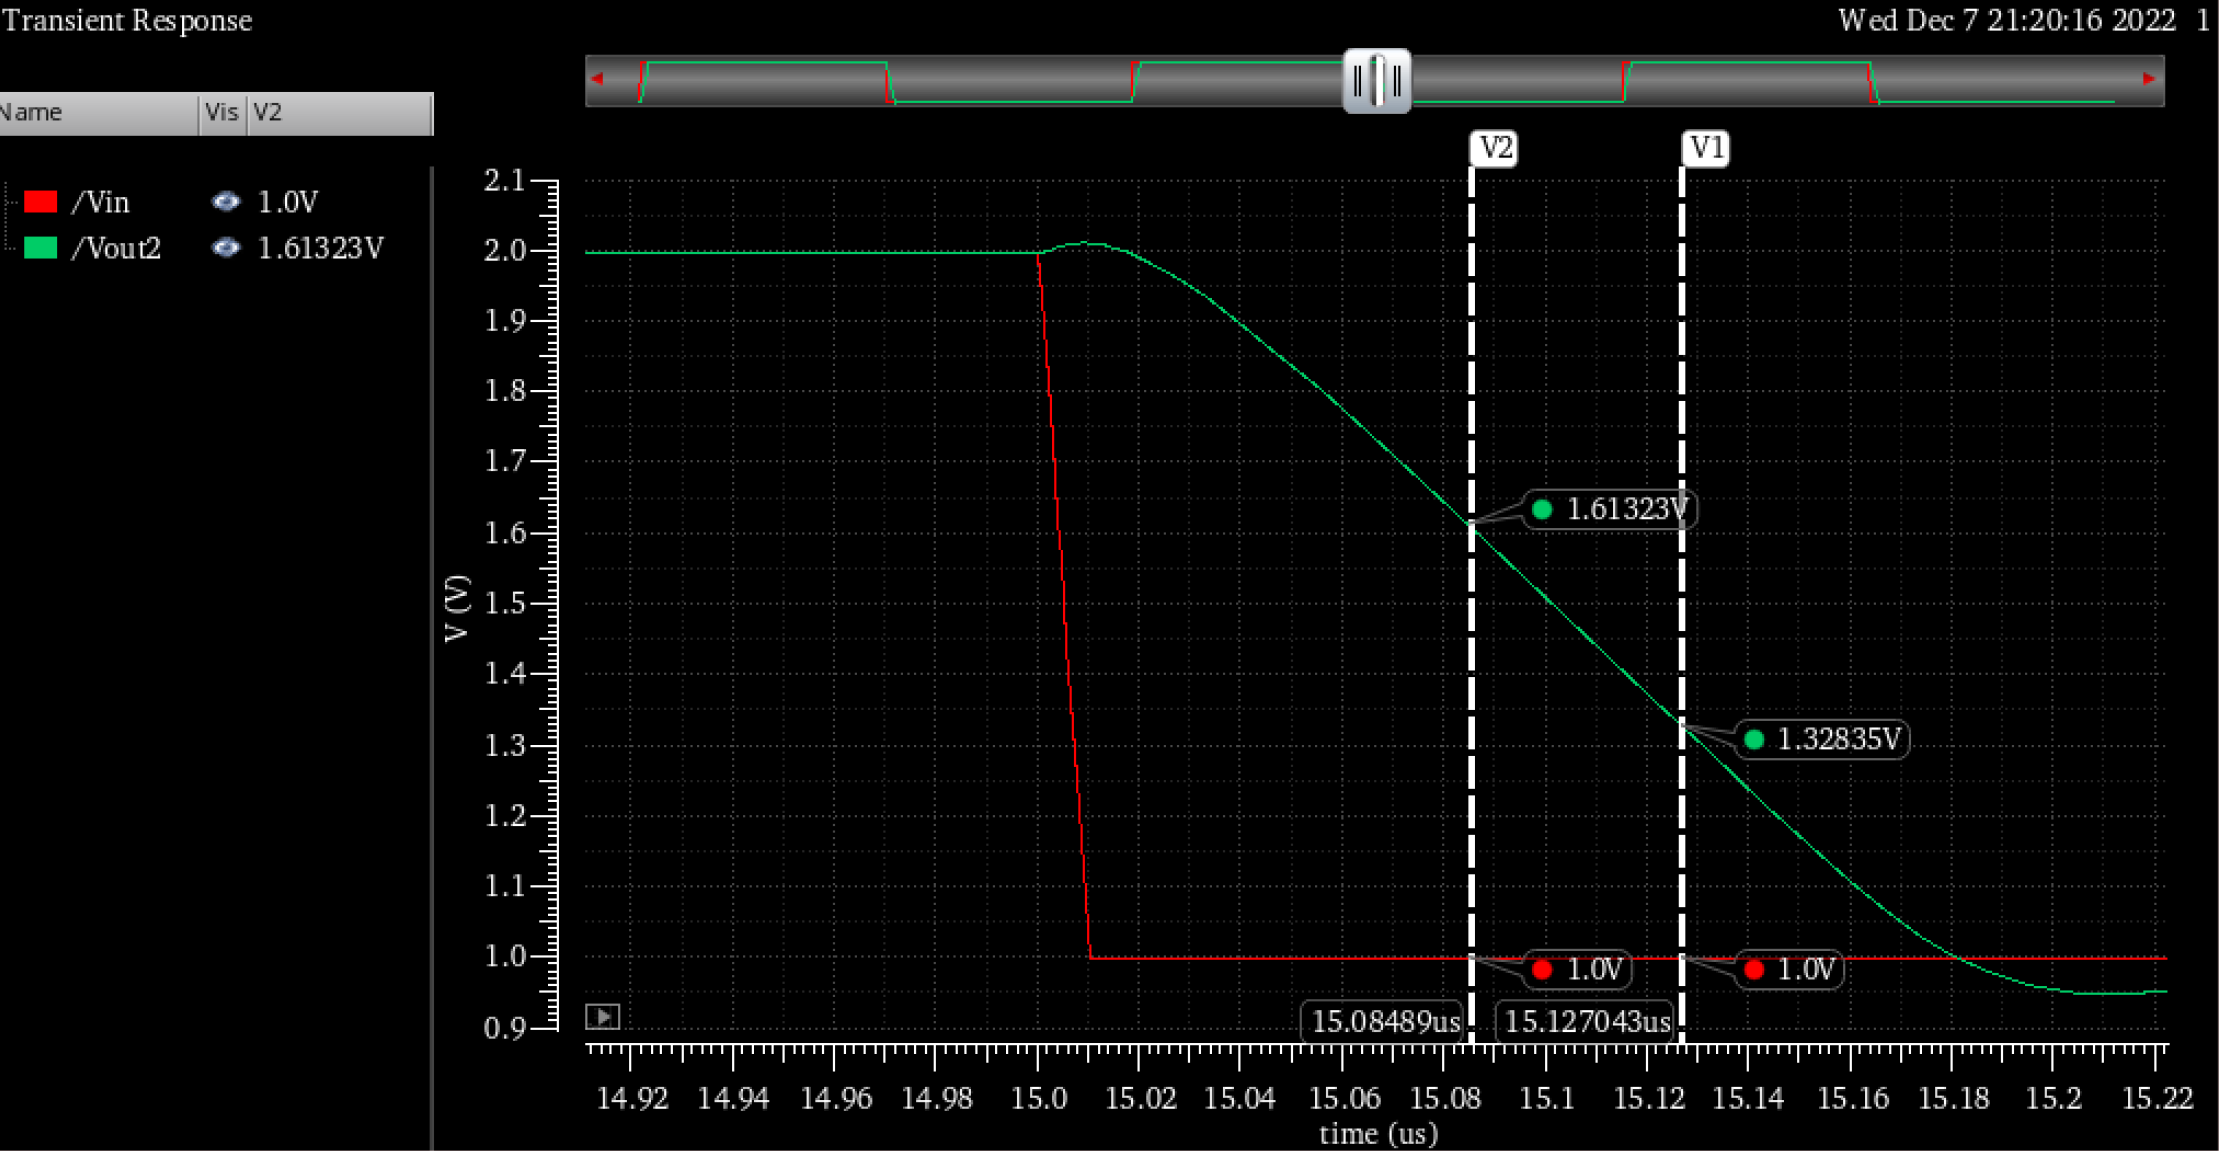 Transient Response
Wed Dec 7 21:20:16 2022 1
Name Vis V2
/Vin 1.0V
/Vout2 1.61323V
V2 V1
2.1
2.0
1.9
1.8
1.7
1.6
1.5
1.4
1.3
1.2
1.1
1.0
0.9
V (V)
1.61323V
1.32835V
1.0V 1.0V
15.08489us 15.127043us
14.92 14.94 14.96 14.98 15.0 15.02 15.04 15.06 15.08 15.1 15.12 15.14 15.16 15.18 15.2 15.22
time (us)